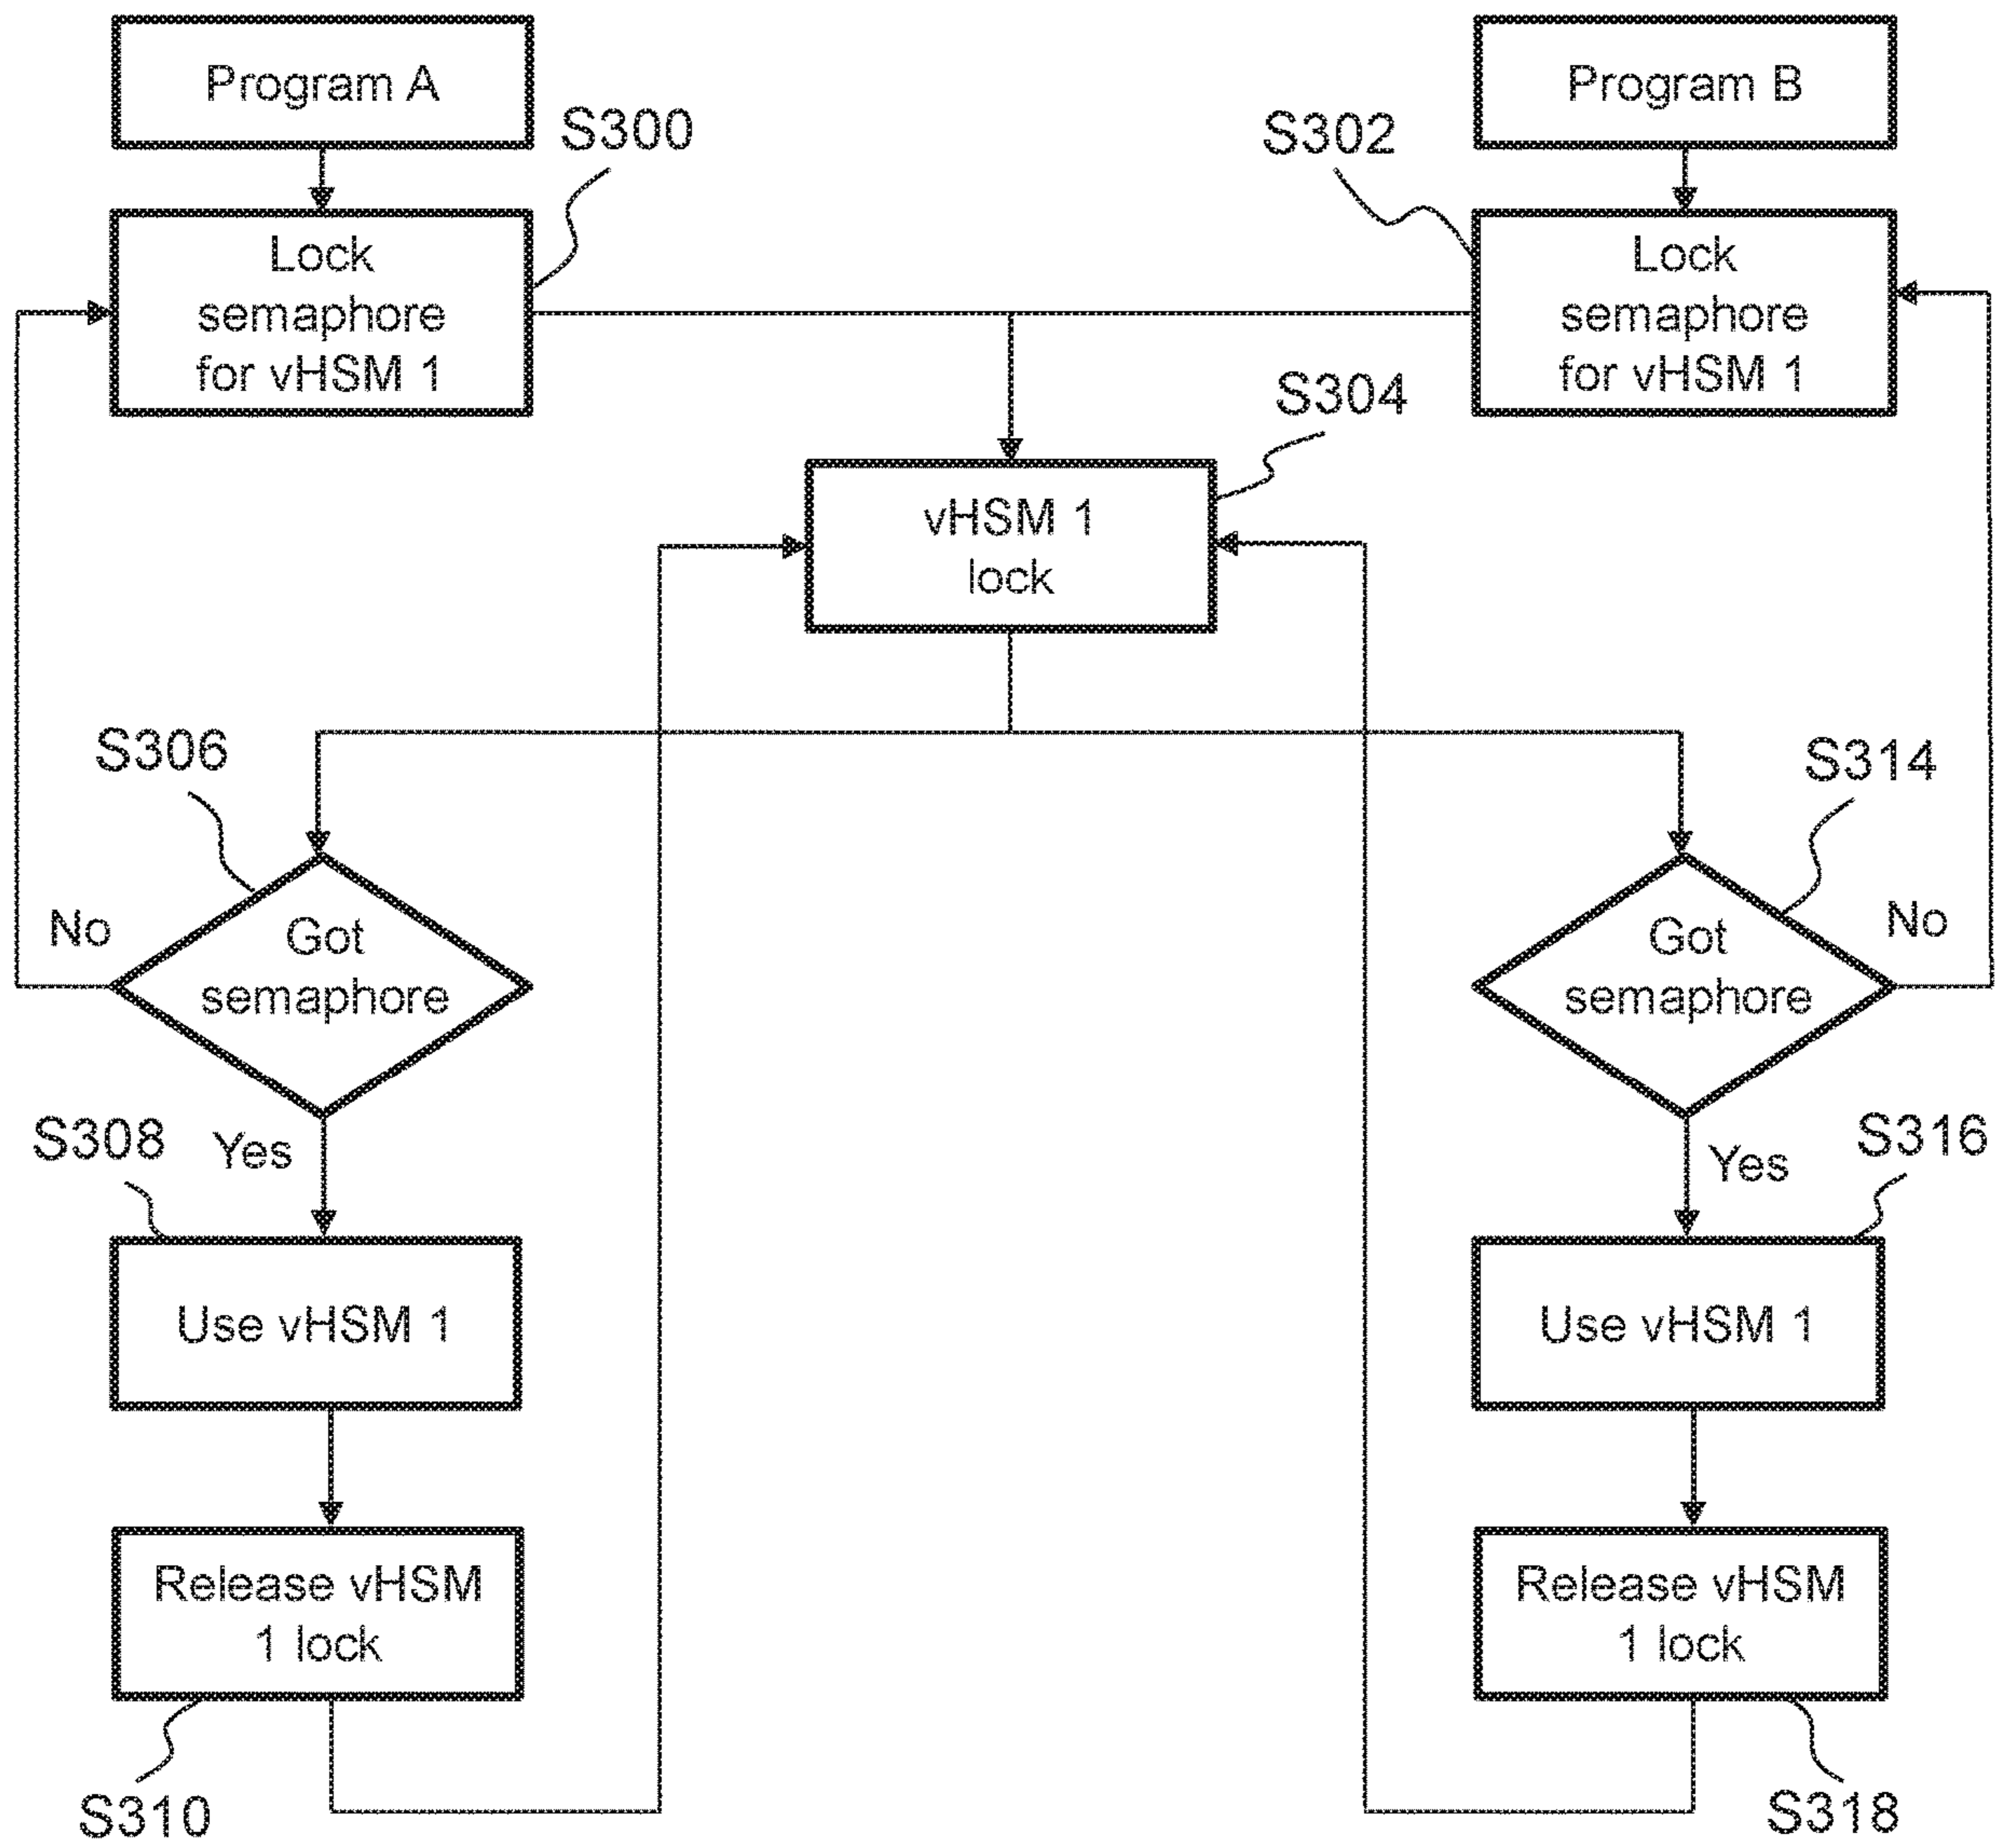 Program A
Program B
S300
S302
Lock
semaphore
for vHSM 1
Lock
semaphore
for vHSM 1
S304
vHSM 1
lock
S306
S314
No
Got
semaphore
Got
semaphore
No
S308
Yes
Yes
S316
Use vHSM 1
Use vHSM 1
Release vHSM
1 lock
Release vHSM
1 lock
S310
S318